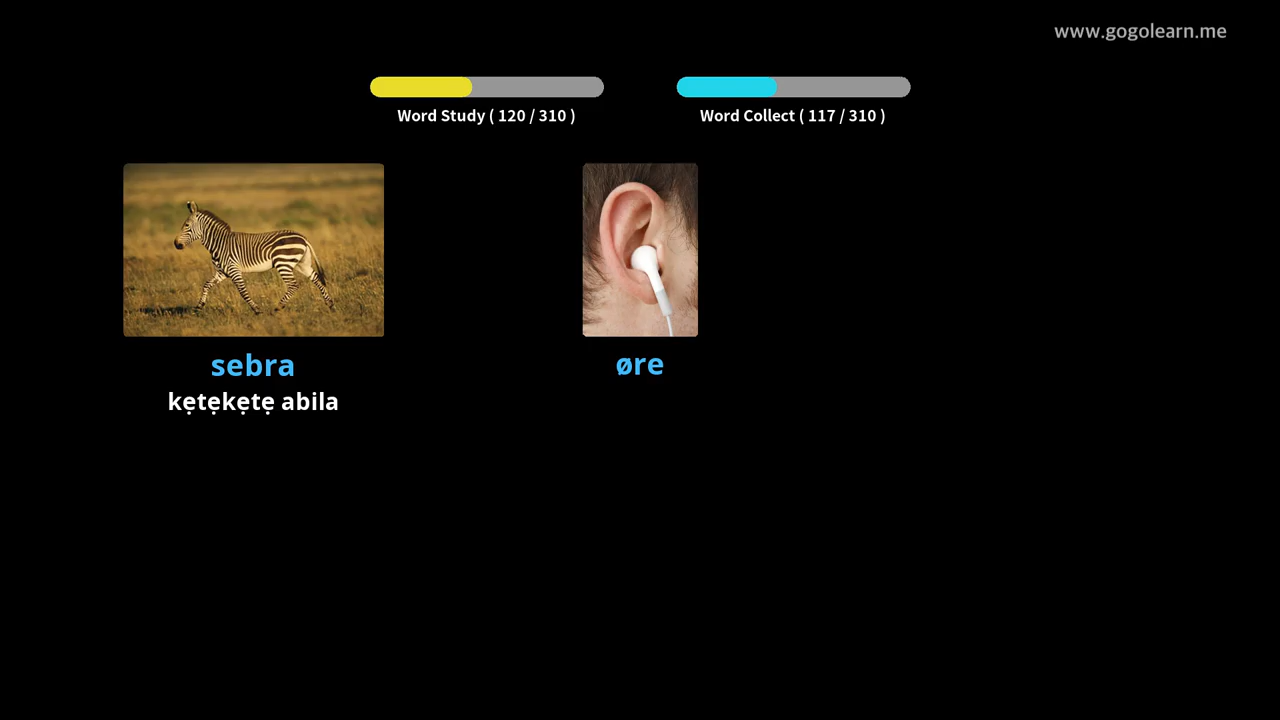 www.gogolearn.me
Word Study ( 120 / 310 )
Word Collect ( 117 / 310 )
sebra
øre
kẹtẹkẹtẹ abila